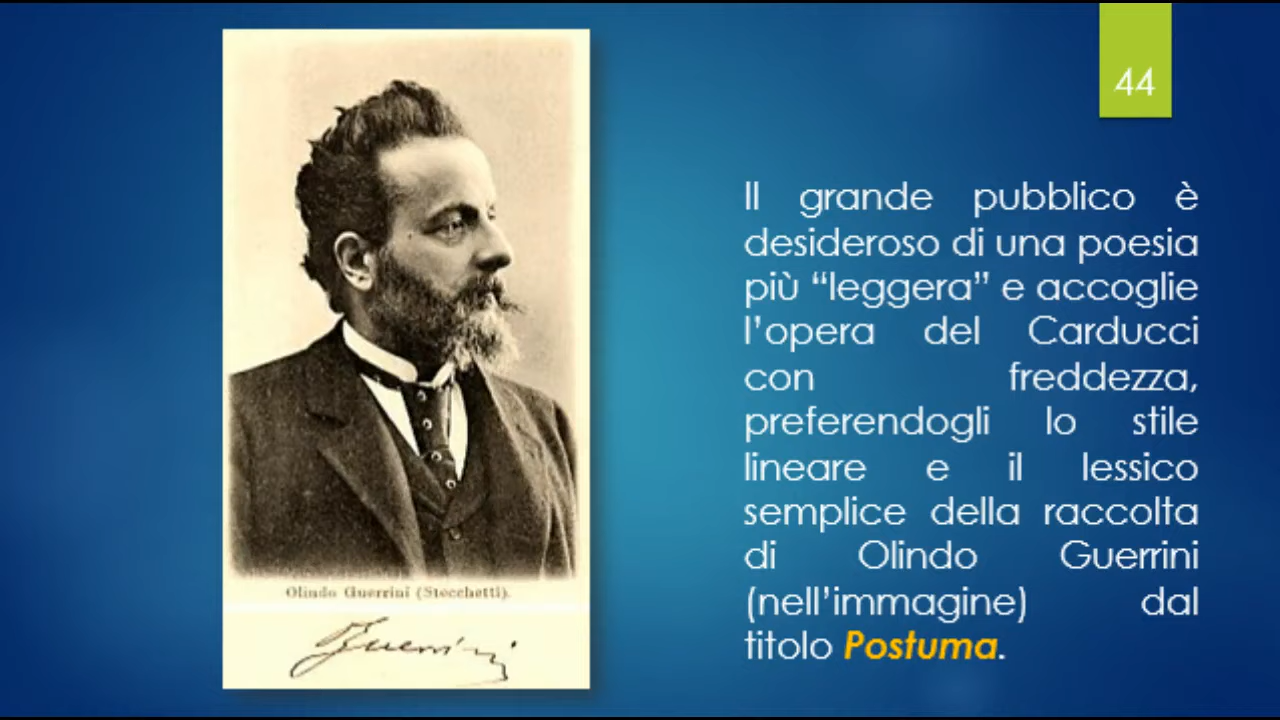 44
Il grande pubblico è
desideroso di una poesia
più “leggera” e accoglie
l’opera del Carducci
con freddezza,
preferendogli lo stile
lineare e il lessico
semplice della raccolta
di Olindo Guerrini
(nell’immagine) dal
titolo Postuma.
Olindo Guerrini (Stecchetti).
Guerrini